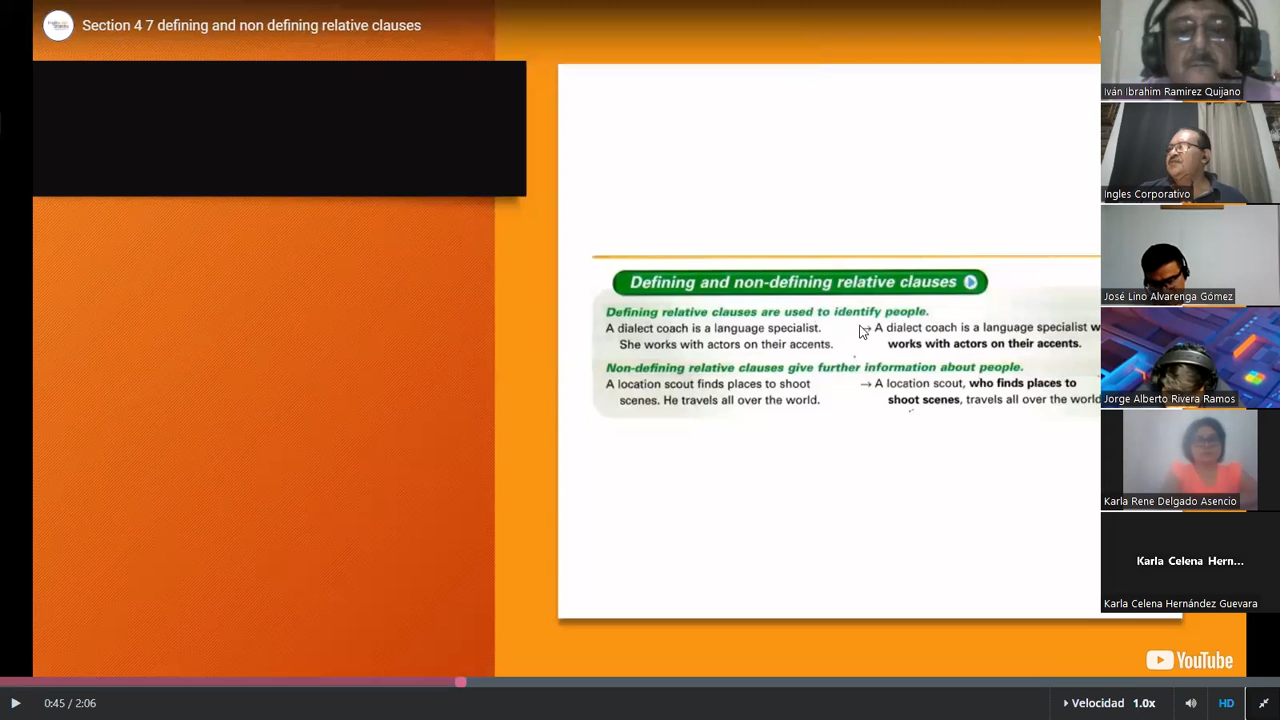 Section 4 7 defining and non defining relative clauses
Defining and non-defining relative clauses
Defining relative clauses are used to identify people.
A dialect coach is a language specialist.
She works with actors on their accents.
→ A dialect coach is a language specialist w
works with actors on their accents.
Non-defining relative clauses give further information about people.
A location scout finds places to shoot
scenes. He travels all over the world.
→ A location scout, who finds places to
shoot scenes, travels all over the world
Iván Ibrahim Ramirez Quijano
Ingles Corporativo
José Lino Alvarenga Gómez
Jorge Alberto Rivera Ramos
Karla Rene Delgado Asencio
Karla Celena Hern...
Karla Celena Hernández Guevara
YouTube
0:45 / 2:06
Velocidad 1.0x
HD